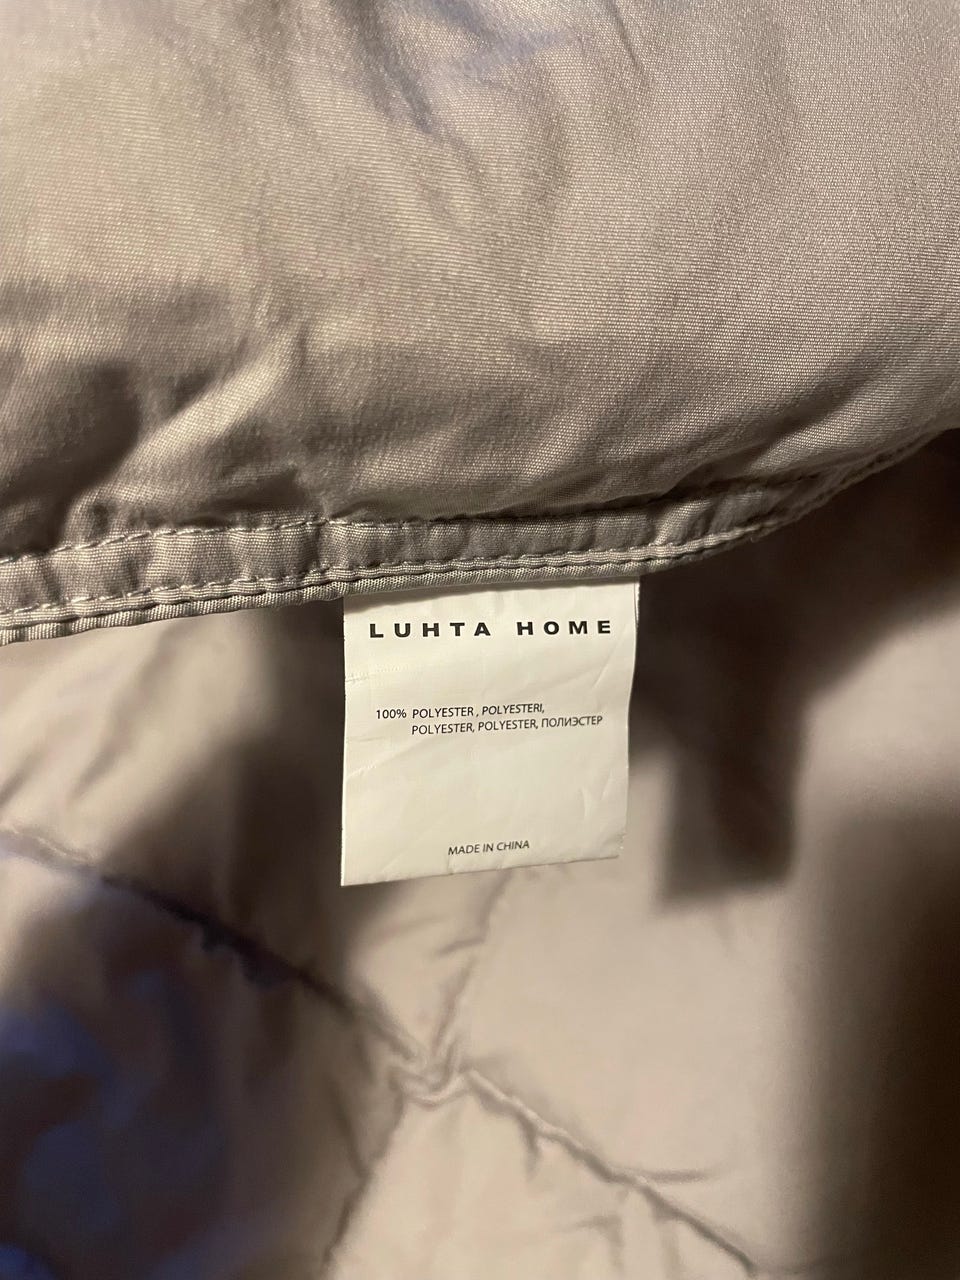 LUHTA HOME
100% POLYESTER , POLYESTERI,
POLYESTER, POLYESTER, ПОЛИЭСТЕР
MADE IN CHINA